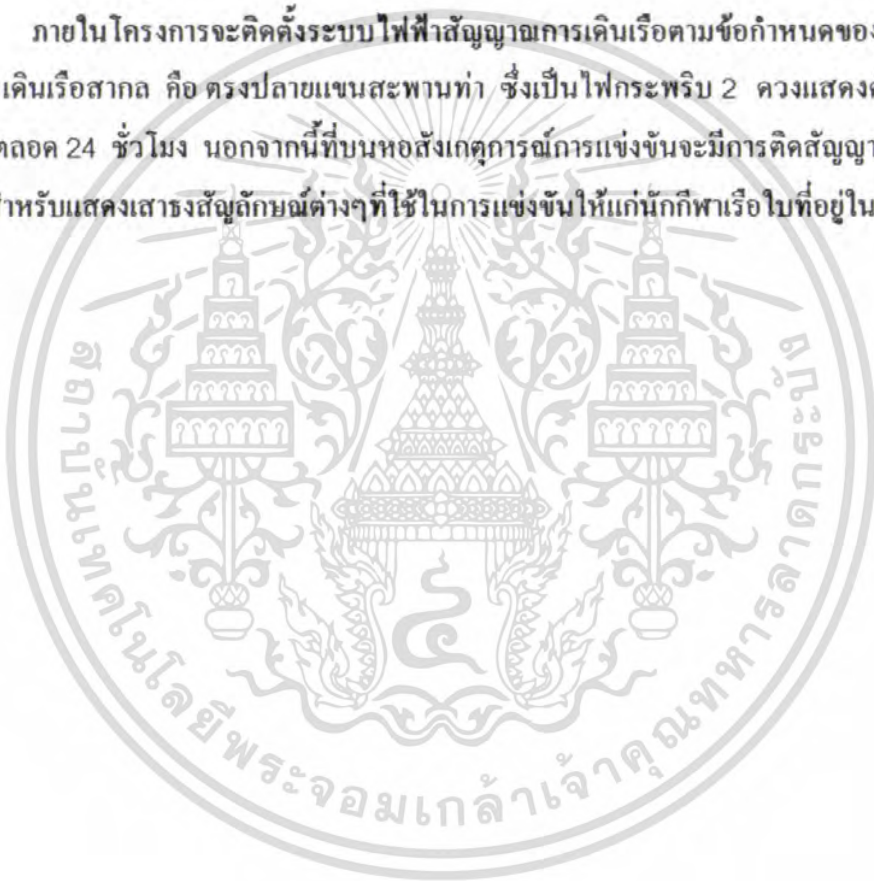 ภายในโครงการจะติดตั้งระบบไฟฟ้าสัญญาณการเดินเรือตามข้อกำหนดของ
เดินเรือสากล คือ ตรงปลายแขนสะพานท่า ซึ่งเป็นไฟกระพริบ 2 ดวงแสดง
ตลอด 24 ชั่วโมง นอกจากนี้ที่บนหอสังเกตุการณ์การแข่งขันจะมีการติดสัญญา
สำหรับแสดงเสาธงสัญลักษณ์ต่างๆที่ใช้ในการแข่งขันให้แก่นักกีฬาเรือใบที่อยู่ใน
สถาบันเทคโนโลยีพระจอมเกล้าเจ้าคุณทหารลาดกระบัง
๔